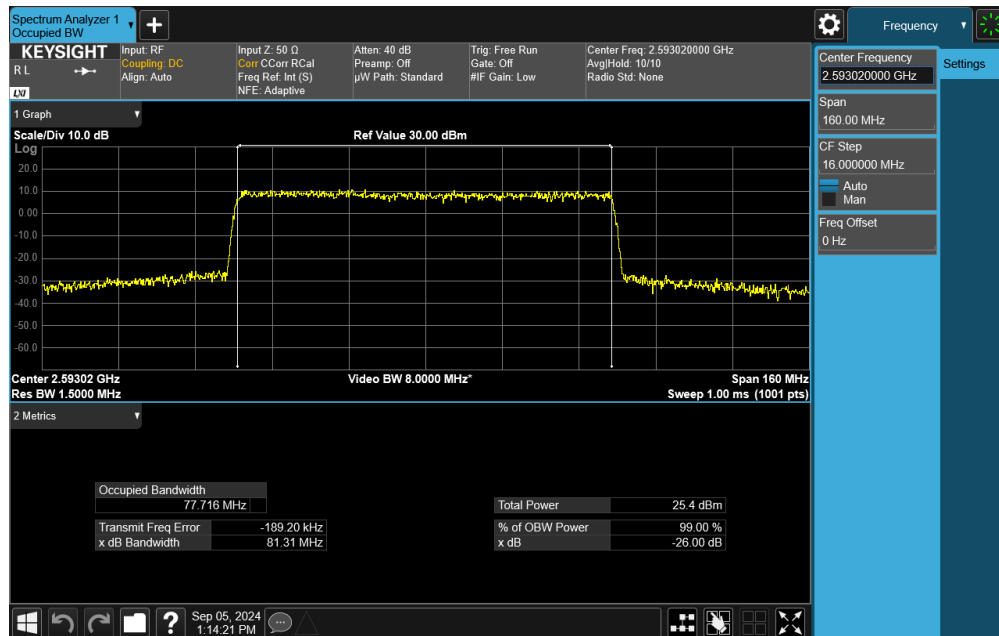 Spectrum Analyzer 1
Occupied BW
Frequency
KEYSIGHT
R L
LXI
Input: RF
Coupling: DC
Align: Auto
Input Z: 50 Ω
Corr CCorr RCal
Freq Ref: Int (S)
NFE: Adaptive
Atten: 40 dB
Preamp: Off
µW Path: Standard
Trig: Free Run
Gate: Off
#IF Gain: Low
Center Freq: 2.593020000 GHz
Avg|Hold: 10/10
Radio Std: None
Center Frequency
2.593020000 GHz
Settings
Span
160.00 MHz
CF Step
16.000000 MHz
Auto
Man
Freq Offset
0 Hz
1 Graph
Scale/Div 10.0 dB
Ref Value 30.00 dBm
Log
20.0
10.0
0.00
-10.0
-20.0
-30.0
-40.0
-50.0
-60.0
Center 2.59302 GHz
Video BW 8.0000 MHz*
Span 160 MHz
Res BW 1.5000 MHz
Sweep 1.00 ms (1001 pts)
2 Metrics
Occupied Bandwidth
77.716 MHz
Total Power 25.4 dBm
Transmit Freq Error -189.20 kHz
% of OBW Power 99.00 %
x dB Bandwidth 81.31 MHz
x dB -26.00 dB
Sep 05, 2024
1:14:21 PM